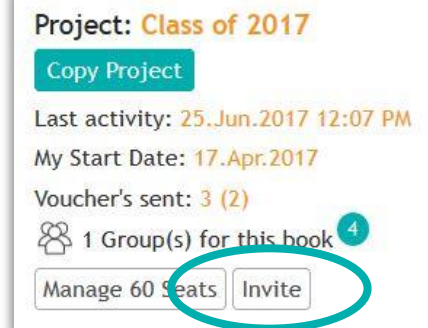 Project: Class of 2017
Copy Project
Last activity: 25.Jun.2017 12:07 PM
My Start Date: 17.Apr.2017
Voucher's sent: 3 (2)
1 Group(s) for this book 4
Manage 60 Seats Invite